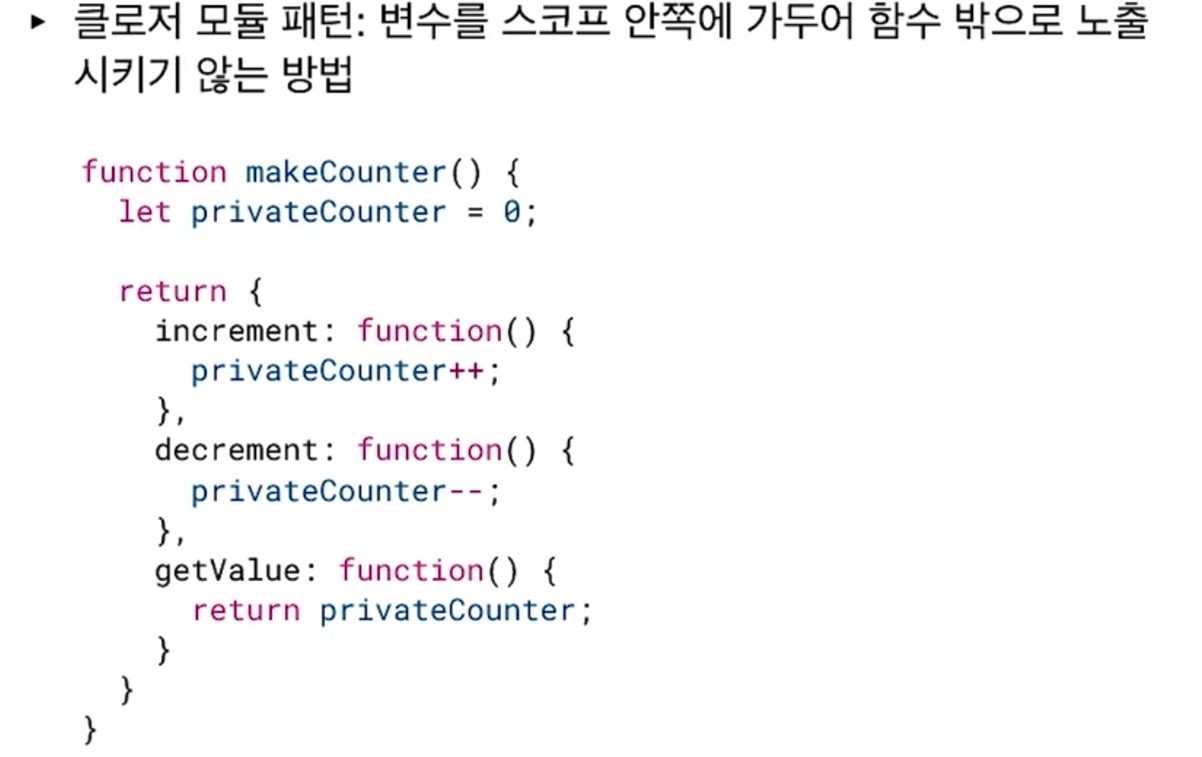 ▸ 클로저 모듈 패턴: 변수를 스코프 안쪽에 가두어 함수 밖으로 노출
시키기 않는 방법
function makeCounter() {
  let privateCounter = 0;
  return {
    increment: function() {
      privateCounter++;
    },
    decrement: function() {
      privateCounter--;
    },
    getValue: function() {
      return privateCounter;
    }
  }
}